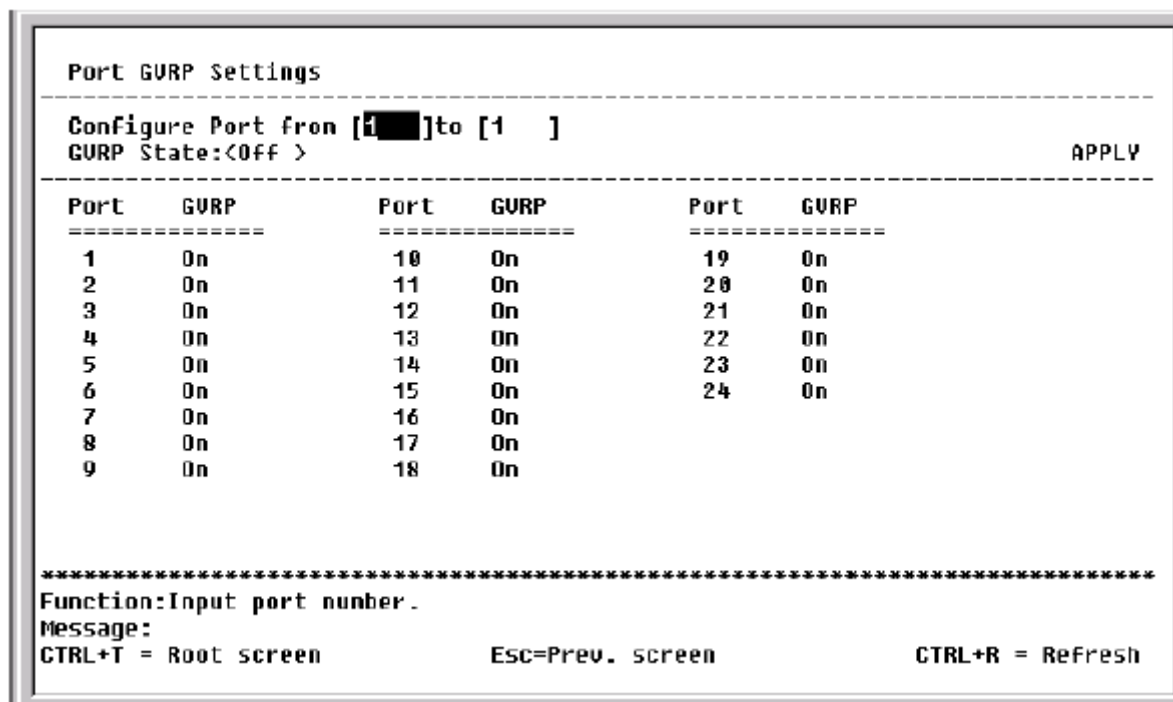 Port GVRP Settings
--------------------------------------------------------------------------------
Configure Port from [1   ]to [1   ]
GVRP State:<Off >                                                          APPLY
--------------------------------------------------------------------------------
Port    GVRP    Port    GVRP    Port    GVRP
==============    ==============    ==============
1    On    10    On    19    On
2    On    11    On    20    On
3    On    12    On    21    On
4    On    13    On    22    On
5    On    14    On    23    On
6    On    15    On    24    On
7    On    16    On
8    On    17    On
9    On    18    On
********************************************************************************
Function:Input port number.
Message:
CTRL+T = Root screen    Esc=Prev. screen    CTRL+R = Refresh